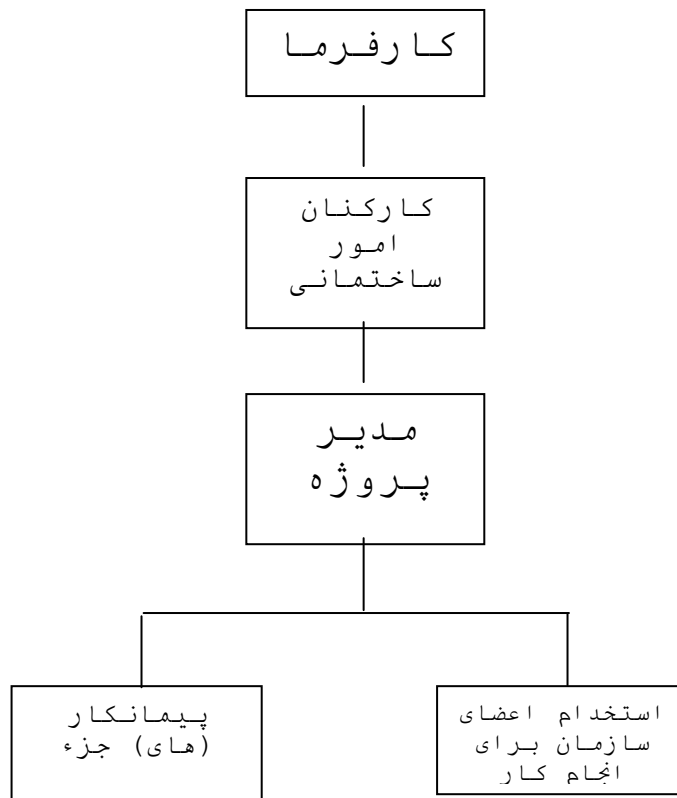 کارفرما
کارکنان
امور
ساختمانی
مدیر
پروژه
استخدام اعضای
سازمان برای
انجام کار
پیمانکار
(های) جزء